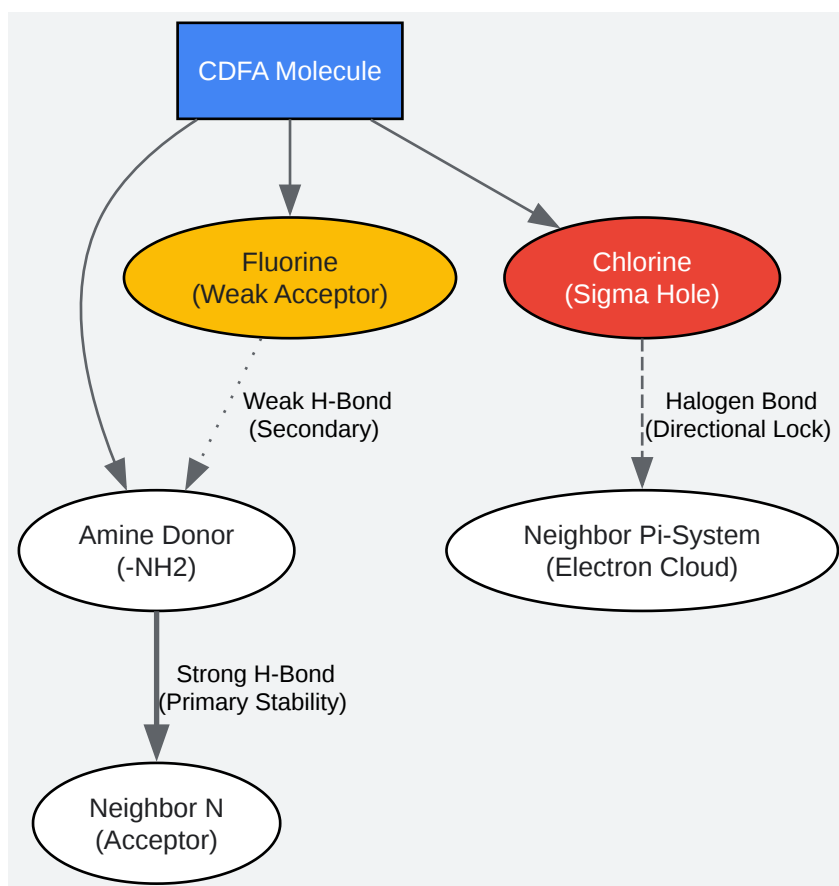 CDFA Molecule
Fluorine
(Weak Acceptor)
Chlorine
(Sigma Hole)
Weak H-Bond
(Secondary)
Halogen Bond
(Directional Lock)
Amine Donor
(-NH2)
Neighbor Pi-System
(Electron Cloud)
Strong H-Bond
(Primary Stability)
Neighbor N
(Acceptor)